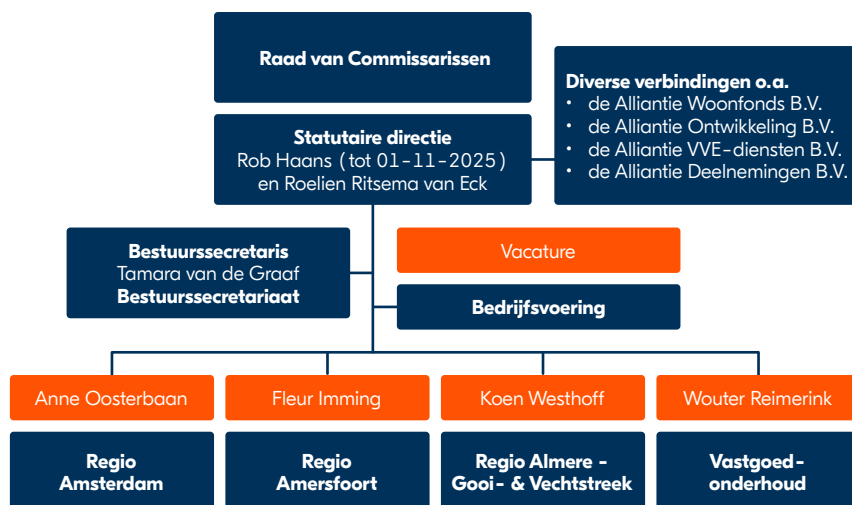 Raad van Commissarissen
Diverse verbindingen o.a.
• de Alliantie Woonfonds B.V.
• de Alliantie Ontwikkeling B.V.
• de Alliantie VVE-diensten B.V.
• de Alliantie Deelnemingen B.V.
Statutaire directie
Rob Haans (tot 01-11-2025)
en Roelien Ritsema van Eck
Bestuurssecretaris
Tamara van de Graaf
Bestuurssecretariaat
Vacature
Bedrijfsvoering
Anne Oosterbaan
Fleur Imming
Koen Westhoff
Wouter Reimerink
Regio
Amsterdam
Regio
Amersfoort
Regio Almere -
Gooi- & Vechtstreek
Vastgoed-
onderhoud